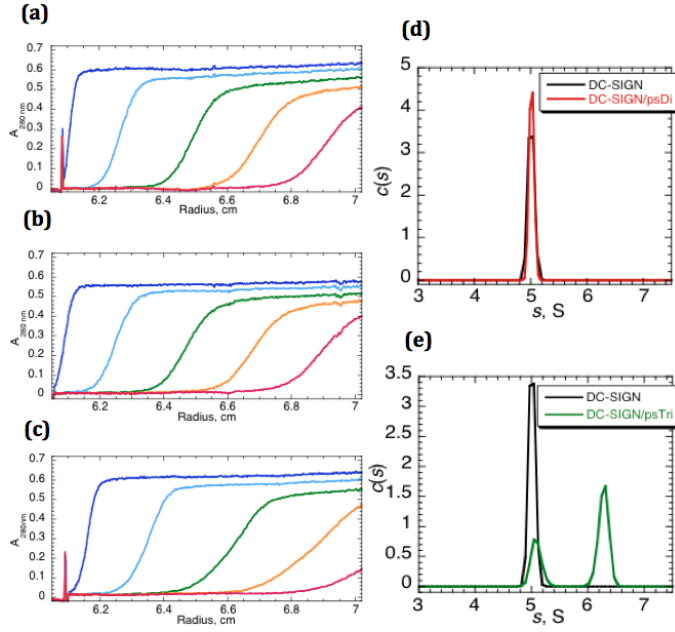 (a)
0.7
0.6
0.5
0.4
0.3
0.2
0.1
0
A 280 nm
6.2 6.4 6.6 6.8 7
Radius, cm
(b)
0.7
0.6
0.5
0.4
0.3
0.2
0.1
0
A 280 nm
6.2 6.4 6.6 6.8 7
Radius, cm
(c)
0.7
0.6
0.5
0.4
0.3
0.2
0.1
0
A 280nm
6.2 6.4 6.6 6.8 7
Radius, cm
(d)
DC-SIGN
DC-SIGN/psDi
5
4
3
2
1
0
c(s)
3 4 5 6 7
s, S
(e)
DC-SIGN
DC-SIGN/psTri
3.5
3
2.5
2
1.5
1
0.5
0
c(s)
3 4 5 6 7
s, S